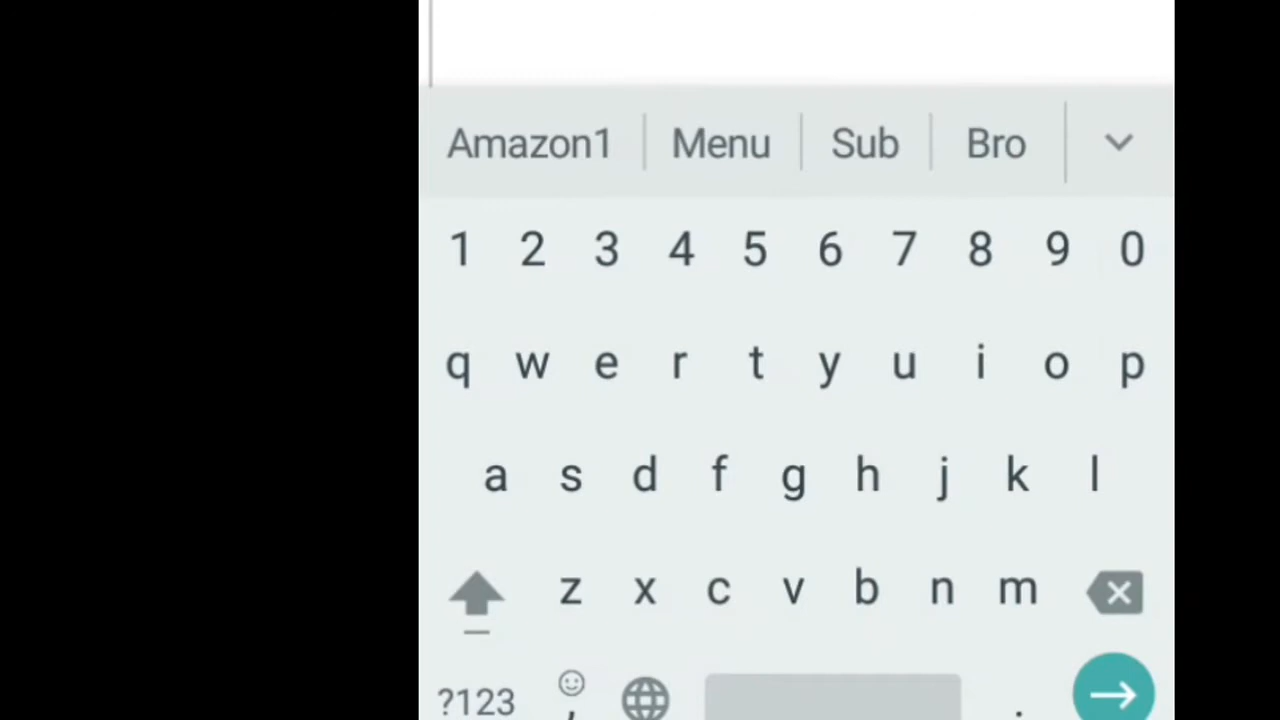 Amazon1 Menu Sub Bro
1 2 3 4 5 6 7 8 9 0
q w e r t y u i o p
a s d f g h j k l
z x c v b n m
?123 , .